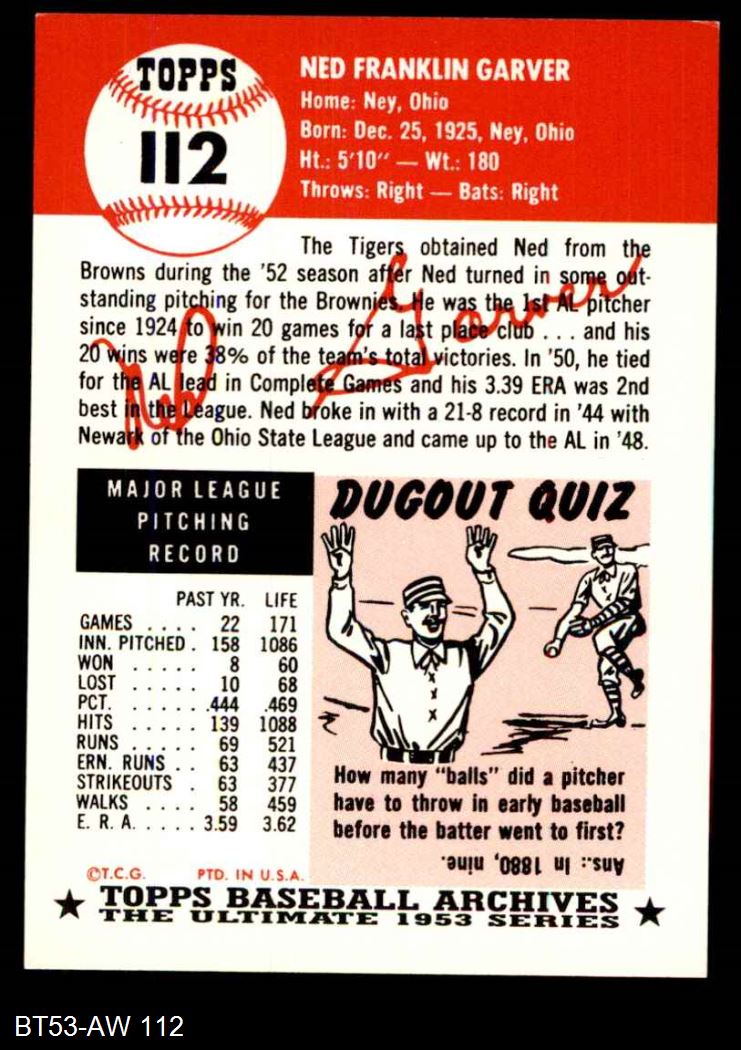 TOPPS
112
NED FRANKLIN GARVER
Home: Ney, Ohio
Born: Dec. 25, 1925, Ney, Ohio
Ht.: 5'10" — Wt.: 180
Throws: Right — Bats: Right
The Tigers obtained Ned from the
Browns during the '52 season after Ned turned in some out-
standing pitching for the Brownies. He was the 1st AL pitcher
since 1924 to win 20 games for a last place club . . . and his
20 wins were 38% of the team's total victories. In '50, he tied
for the AL lead in Complete Games and his 3.39 ERA was 2nd
best in the League. Ned broke in with a 21-8 record in '44 with
Newark of the Ohio State League and came up to the AL in '48.
Ned Garver
MAJOR LEAGUE
PITCHING
RECORD
PAST YR. LIFE
GAMES . . . . 22 171
INN. PITCHED . 158 1086
WON . . . . . 8 60
LOST . . . . . 10 68
PCT. . . . . . .444 .469
HITS . . . . . 139 1088
RUNS . . . . . 69 521
ERN. RUNS . . 63 437
STRIKEOUTS . 63 377
WALKS . . . . 58 459
E. R. A. . . . . 3.59 3.62
©T.C.G. PTD. IN U.S.A.
DUGOUT QUIZ
How many "balls" did a pitcher
have to throw in early baseball
before the batter went to first?
Ans.: In 1880, nine.
★ TOPPS BASEBALL ARCHIVES ★
THE ULTIMATE 1953 SERIES
BT53-AW 112